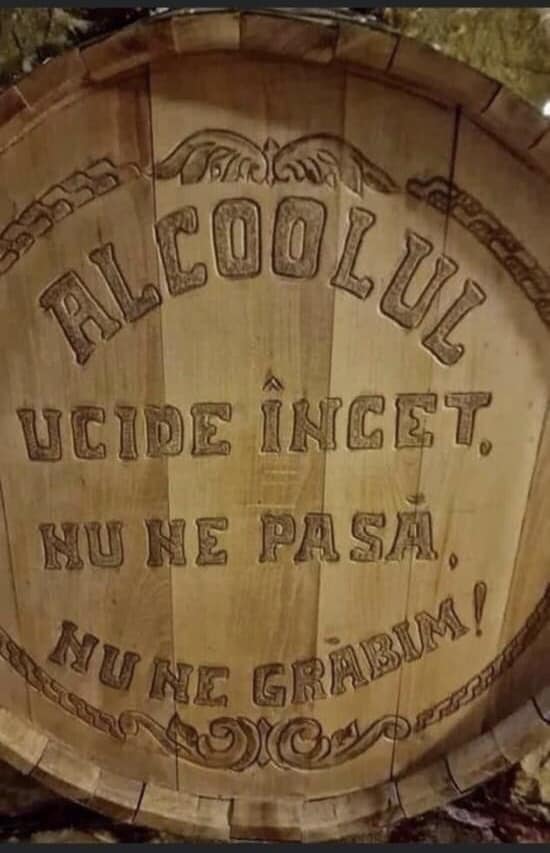 ALCOOLUL
UCIDE ÎNCET.
NU NE PASĂ,
NU NE GRĂBIM!